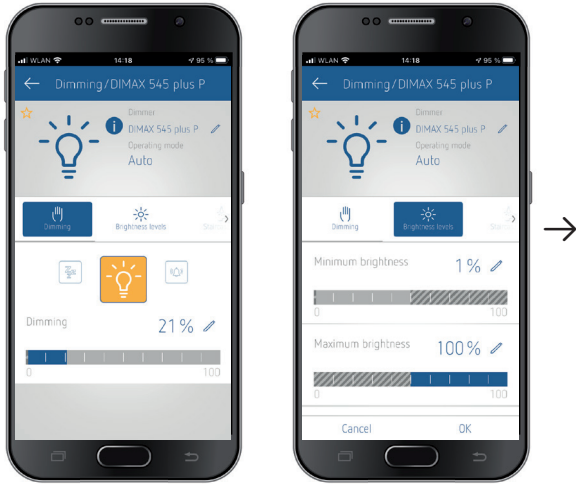 WLAN 14:18 95 %
Dimming/DIMAX 545 plus P
Dimmer
DIMAX 545 plus P
Operating mode
Auto
Dimming
Brightness levels
Dimming 21%
0 100
WLAN 14:18 95 %
Dimming/DIMAX 545 plus P
Dimmer
DIMAX 545 plus P
Operating mode
Auto
Dimming
Brightness levels
Minimum brightness 1%
0 100
Maximum brightness 100%
0 100
Cancel OK